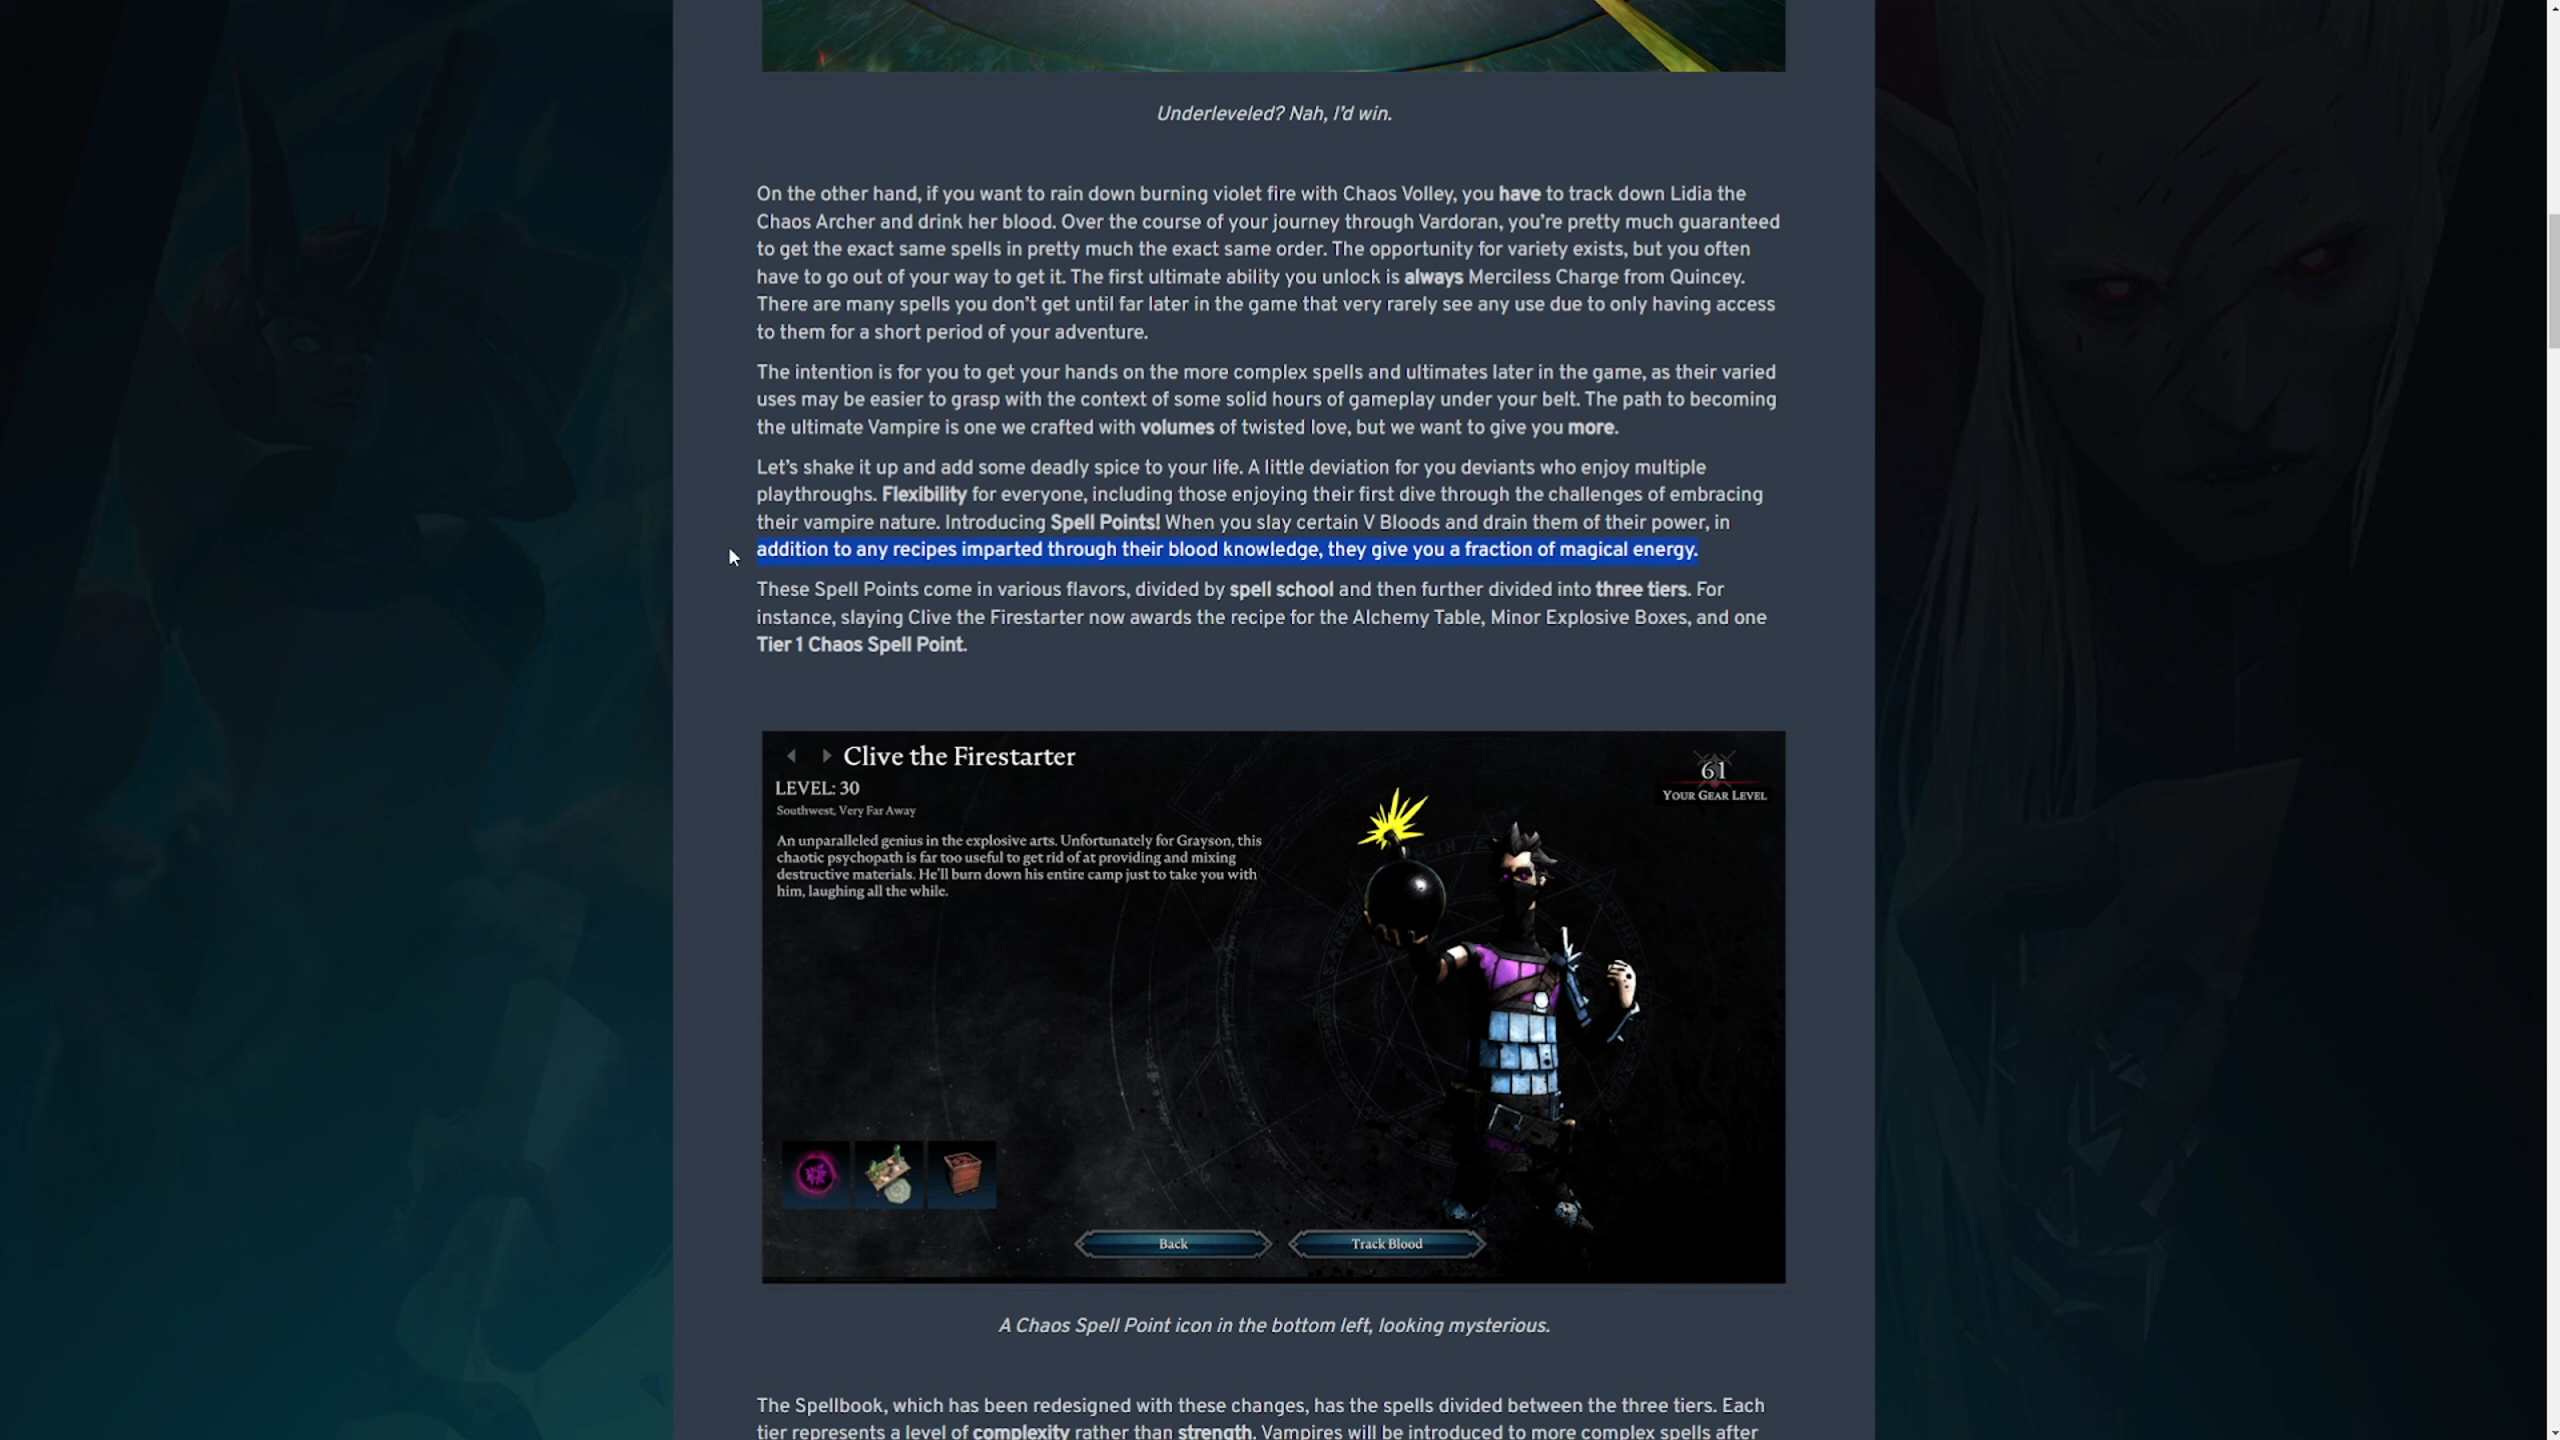 Underleveled? Nah, I'd win.
On the other hand, if you want to rain down burning violet fire with Chaos Volley, you have to track down Lidia the
Chaos Archer and drink her blood. Over the course of your journey through Vardoran, you're pretty much guaranteed
to get the exact same spells in pretty much the exact same order. The opportunity for variety exists, but you often
have to go out of your way to get it. The first ultimate ability you unlock is always Merciless Charge from Quincey.
There are many spells you don't get until far later in the game that very rarely see any use due to only having access
to them for a short period of your adventure.
The intention is for you to get your hands on the more complex spells and ultimates later in the game, as their varied
uses may be easier to grasp with the context of some solid hours of gameplay under your belt. The path to becoming
the ultimate Vampire is one we crafted with volumes of twisted love, but we want to give you more.
Let's shake it up and add some deadly spice to your life. A little deviation for you deviants who enjoy multiple
playthroughs. Flexibility for everyone, including those enjoying their first dive through the challenges of embracing
their vampire nature. Introducing Spell Points! When you slay certain V Bloods and drain them of their power, in
addition to any recipes imparted through their blood knowledge, they give you a fraction of magical energy.
These Spell Points come in various flavors, divided by spell school and then further divided into three tiers. For
instance, slaying Clive the Firestarter now awards the recipe for the Alchemy Table, Minor Explosive Boxes, and one
Tier 1 Chaos Spell Point.
Clive the Firestarter
LEVEL: 30
Southwest, Very Far Away
61
YOUR GEAR LEVEL
An unparalleled genius in the explosive arts. Unfortunately for Grayson, this
chaotic psychopath is far too useful to get rid of at providing and mixing
destructive materials. He'll burn down his entire camp just to take you with
him, laughing all the while.
Back
Track Blood
A Chaos Spell Point icon in the bottom left, looking mysterious.
The Spellbook, which has been redesigned with these changes, has the spells divided between the three tiers. Each
tier represents a level of complexity rather than strength. Vampires will be introduced to more complex spells after